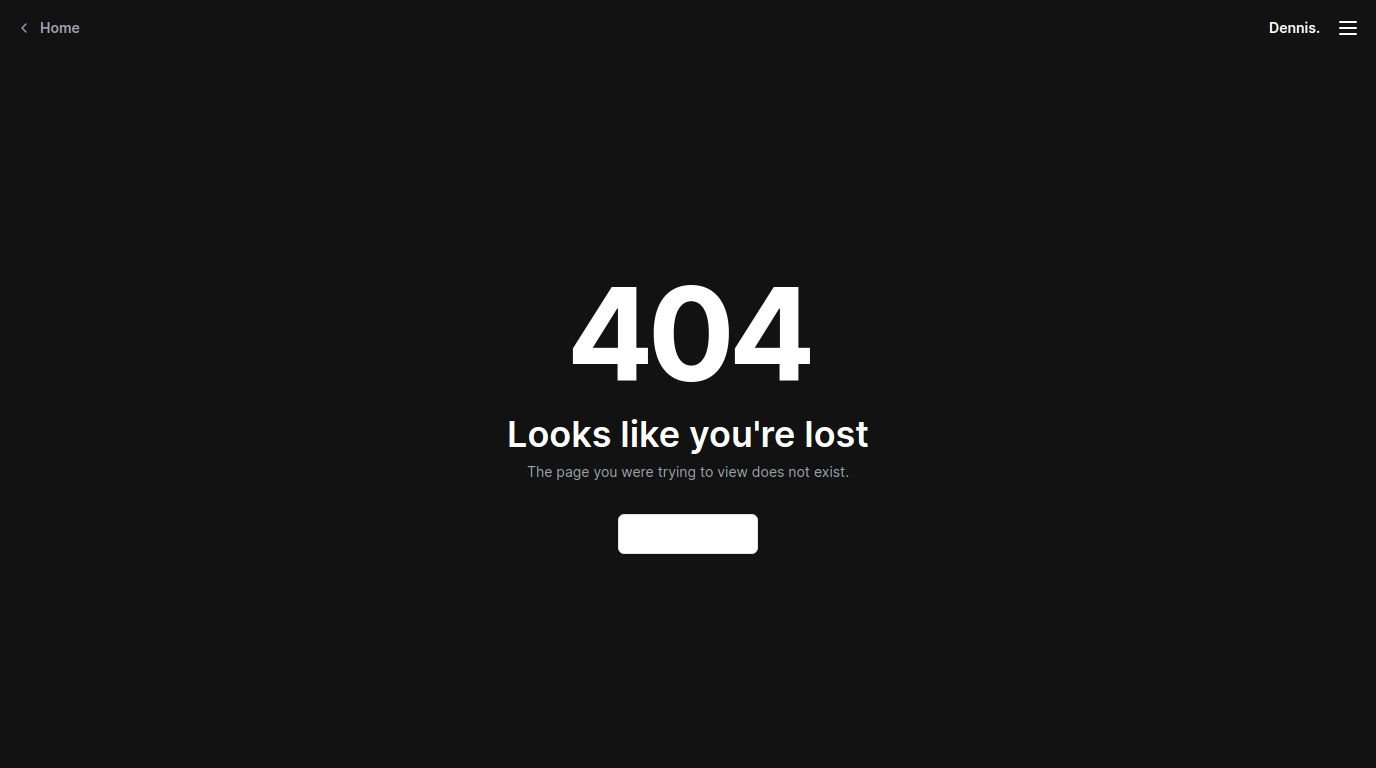 Home
Dennis.
404
Looks like you're lost
The page you were trying to view does not exist.